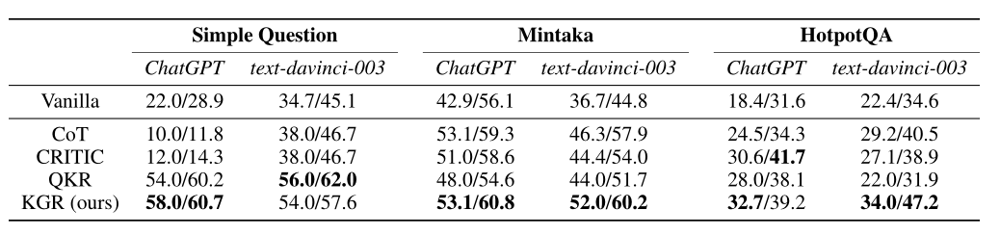 Simple Question Mintaka HotpotQA
ChatGPT text-davinci-003 ChatGPT text-davinci-003 ChatGPT text-davinci-003
Vanilla 22.0/28.9 34.7/45.1 42.9/56.1 36.7/44.8 18.4/31.6 22.4/34.6
CoT 10.0/11.8 38.0/46.7 53.1/59.3 46.3/57.9 24.5/34.3 29.2/40.5
CRITIC 12.0/14.3 38.0/46.7 51.0/58.6 44.4/54.0 30.6/41.7 27.1/38.9
QKR 54.0/60.2 56.0/62.0 48.0/54.6 44.0/51.7 28.0/38.1 22.0/31.9
KGR (ours) 58.0/60.7 54.0/57.6 53.1/60.8 52.0/60.2 32.7/39.2 34.0/47.2